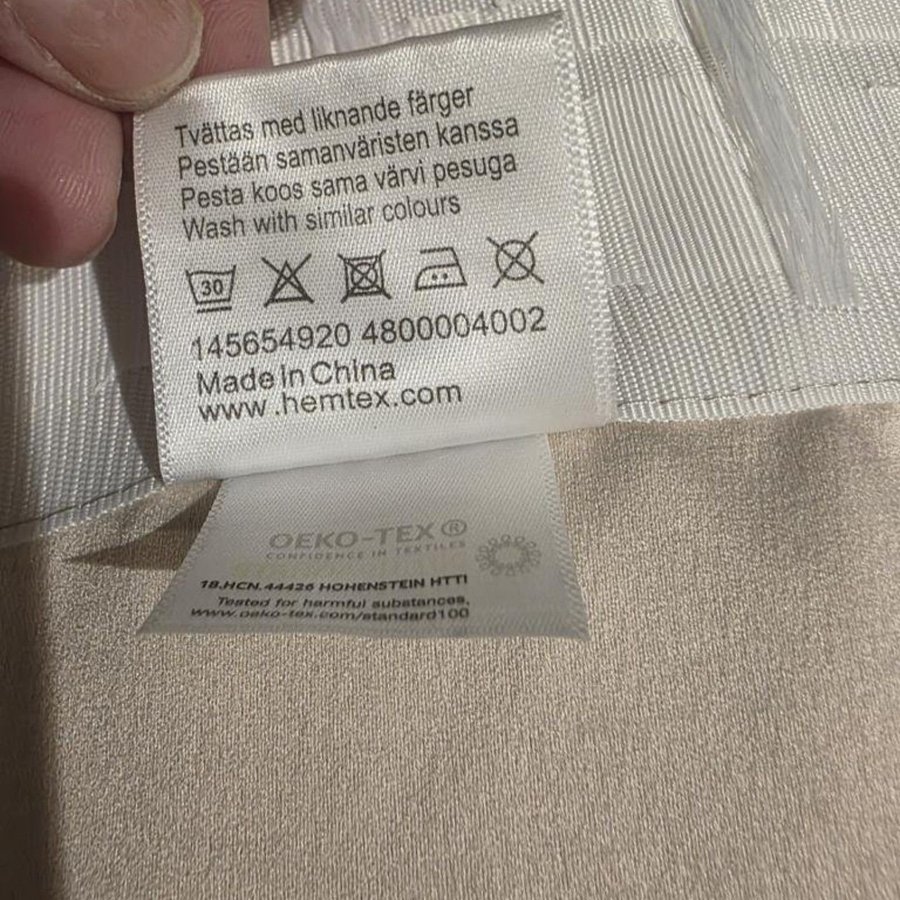 Tvättas med liknande färger
Pestään samanväristen kanssa
Pesta koos sama värvi pesuga
Wash with similar colours
30
145654920 4800004002
Made In China
www.hemtex.com
OEKO-TEX®
CONFIDENCE IN TEXTILES
18.HCN.44426 HOHENSTEIN HTTI
Tested for harmful substances.
www.oeko-tex.com/standard100